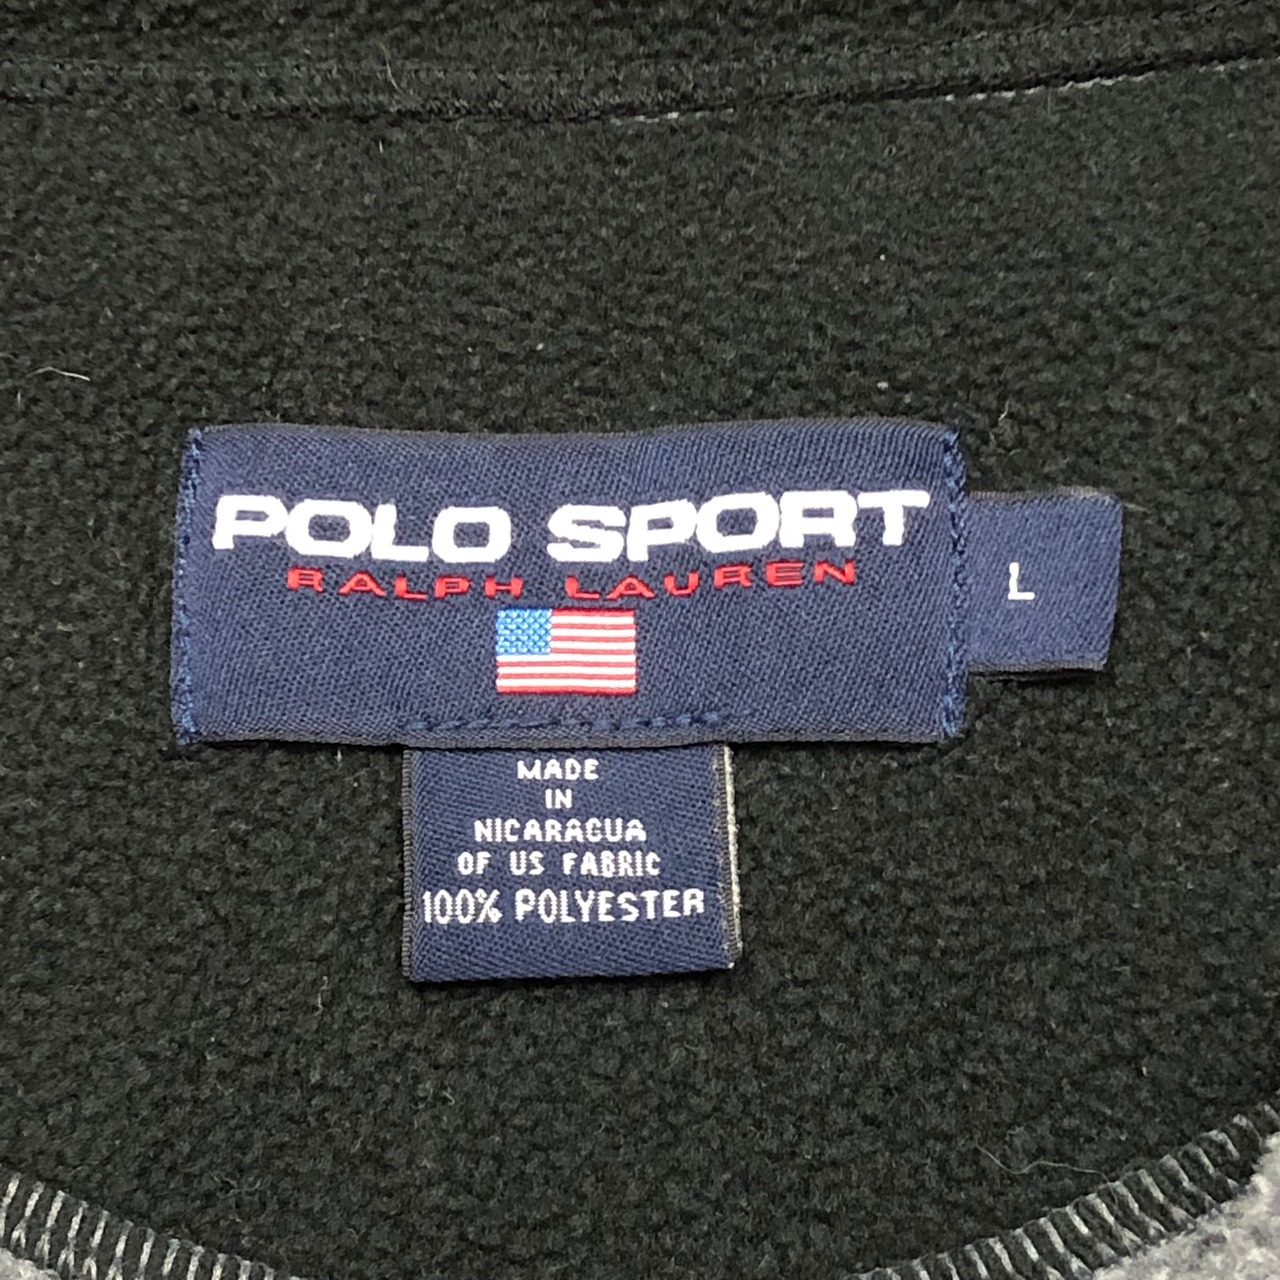 POLO SPORT
RALPH LAUREN
L
MADE
IN
NICARAGUA
OF US FABRIC
100% POLYESTER